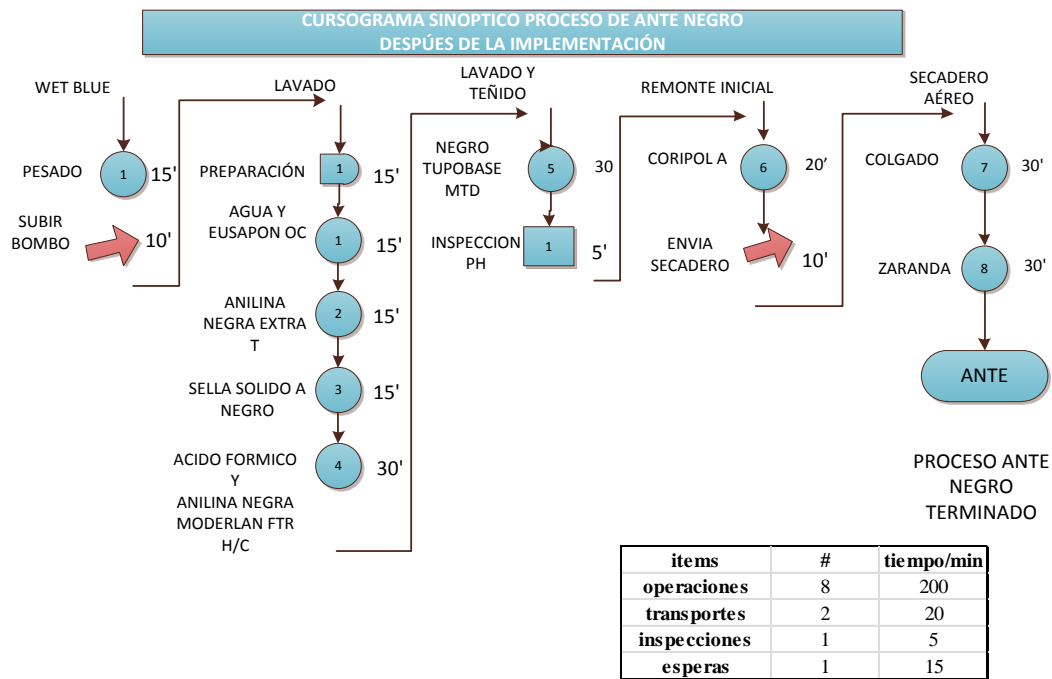 CURSOGRAMA SINOPTICO PROCESO DE ANTE NEGRO
DESPÚES DE LA IMPLEMENTACIÓN
WET BLUE
PESADO
1
15'
SUBIR
BOMBO
10'
LAVADO
PREPARACIÓN
1
15'
AGUA Y
EUSAPON OC
1
15'
ANILINA
NEGRA EXTRA
T
2
15'
SELLA SOLIDO A
NEGRO
3
15'
ACIDO FORMICO
Y
ANILINA NEGRA
MODERLAN FTR
H/C
4
30'
LAVADO Y
TEÑIDO
NEGRO
TUPOBASE
MTD
5
30
INSPECCION
PH
1
5'
REMONTE INICIAL
CORIPOL A
6
20’
ENVIA
SECADERO
10'
SECADERO
AÉREO
COLGADO
7
30'
ZARANDA
8
30'
ANTE
PROCESO ANTE
NEGRO
TERMINADO
items # tiempo/min
operaciones 8 200
transportes 2 20
inspecciones 1 5
esperas 1 15